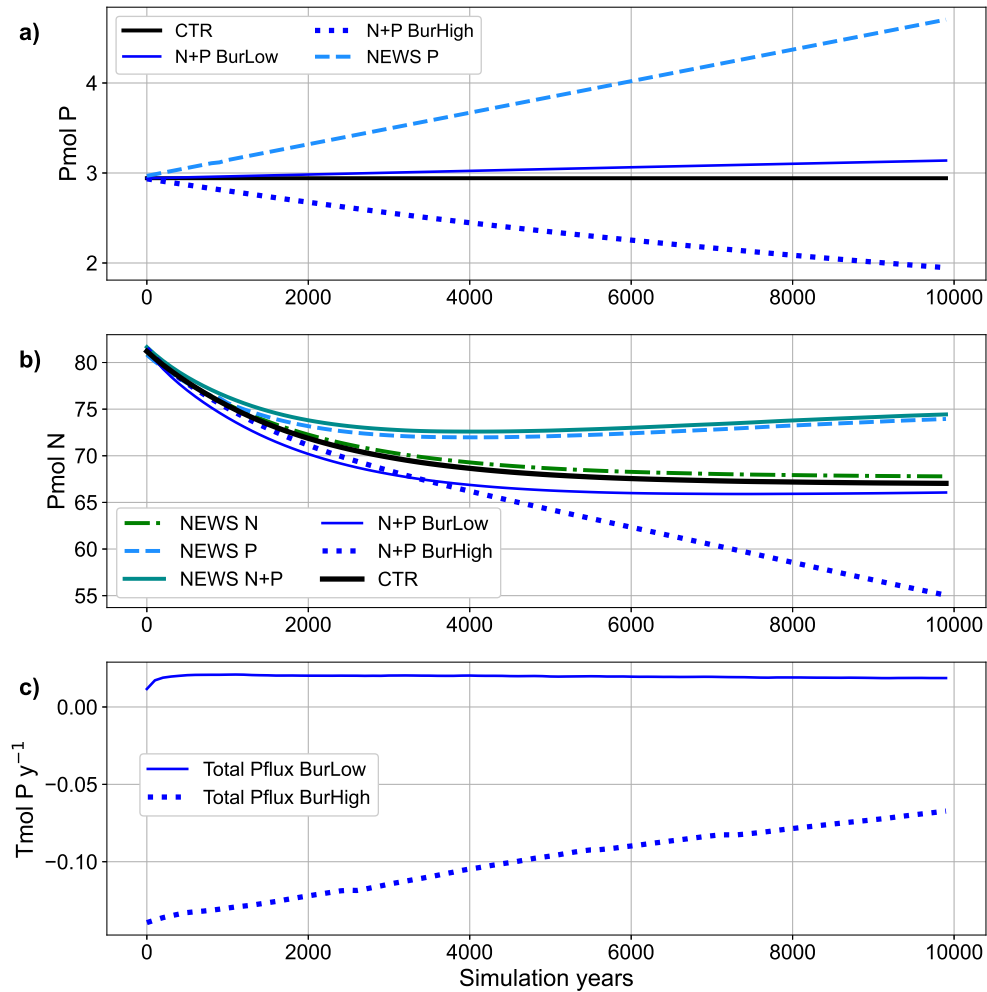 a)
CTR
N+P BurLow
N+P BurHigh
NEWS P
Pmol P
4
3
2
0 2000 4000 6000 8000 10000
b)
Pmol N
80
75
70
65
60
55
NEWS N
NEWS P
NEWS N+P
N+P BurLow
N+P BurHigh
CTR
0 2000 4000 6000 8000 10000
c)
Tmol P y⁻¹
0.00
−0.05
−0.10
Total Pflux BurLow
Total Pflux BurHigh
0 2000 4000 6000 8000 10000
Simulation years